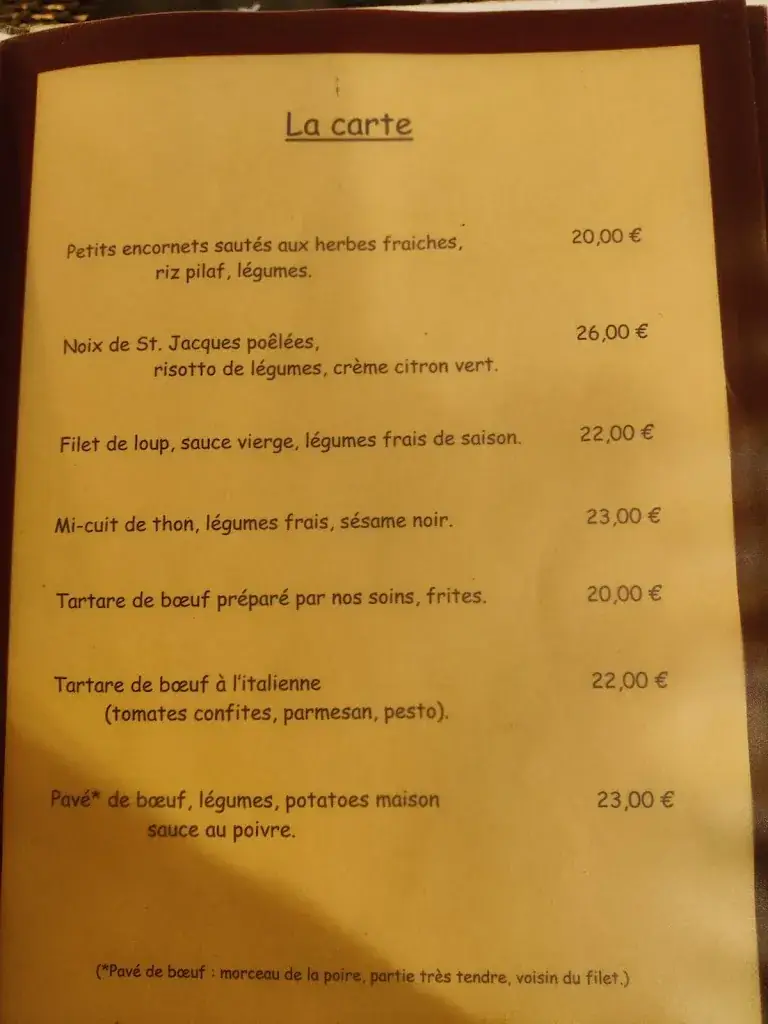 La carte
Petits encornets sautés aux herbes fraiches, 20,00 €
riz pilaf, légumes.
Noix de St. Jacques poêlées, 26,00 €
risotto de légumes, crème citron vert.
Filet de loup, sauce vierge, légumes frais de saison. 22,00 €
Mi-cuit de thon, légumes frais, sésame noir. 23,00 €
Tartare de bœuf préparé par nos soins, frites. 20,00 €
Tartare de bœuf à l'italienne 22,00 €
(tomates confites, parmesan, pesto).
Pavé* de bœuf, légumes, potatoes maison 23,00 €
sauce au poivre.
(*Pavé de bœuf : morceau de la poire, partie très tendre, voisin du filet.)